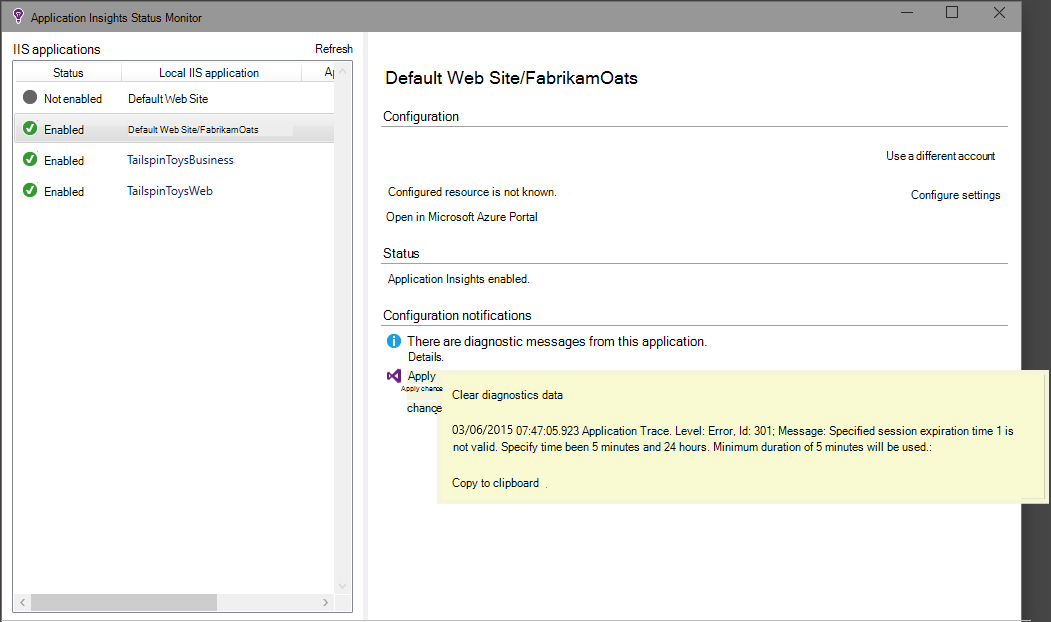 Application Insights Status Monitor
IIS applications
Refresh
Status
Local IIS application
Not enabled
Default Web Site
Enabled
Default Web Site/FabrikamOats
Enabled
TailspinToysBusiness
Enabled
TailspinToysWeb
Default Web Site/FabrikamOats
Configuration
Use a different account
Configured resource is not known.
Configure settings
Open in Microsoft Azure Portal
Status
Application Insights enabled.
Configuration notifications
There are diagnostic messages from this application.
Details.
Apply
Apply chance
chance
Clear diagnostics data
03/06/2015 07:47:05.923 Application Trace. Level: Error, Id: 301; Message: Specified session expiration time 1 is
not valid. Specify time been 5 minutes and 24 hours. Minimum duration of 5 minutes will be used.:
Copy to clipboard